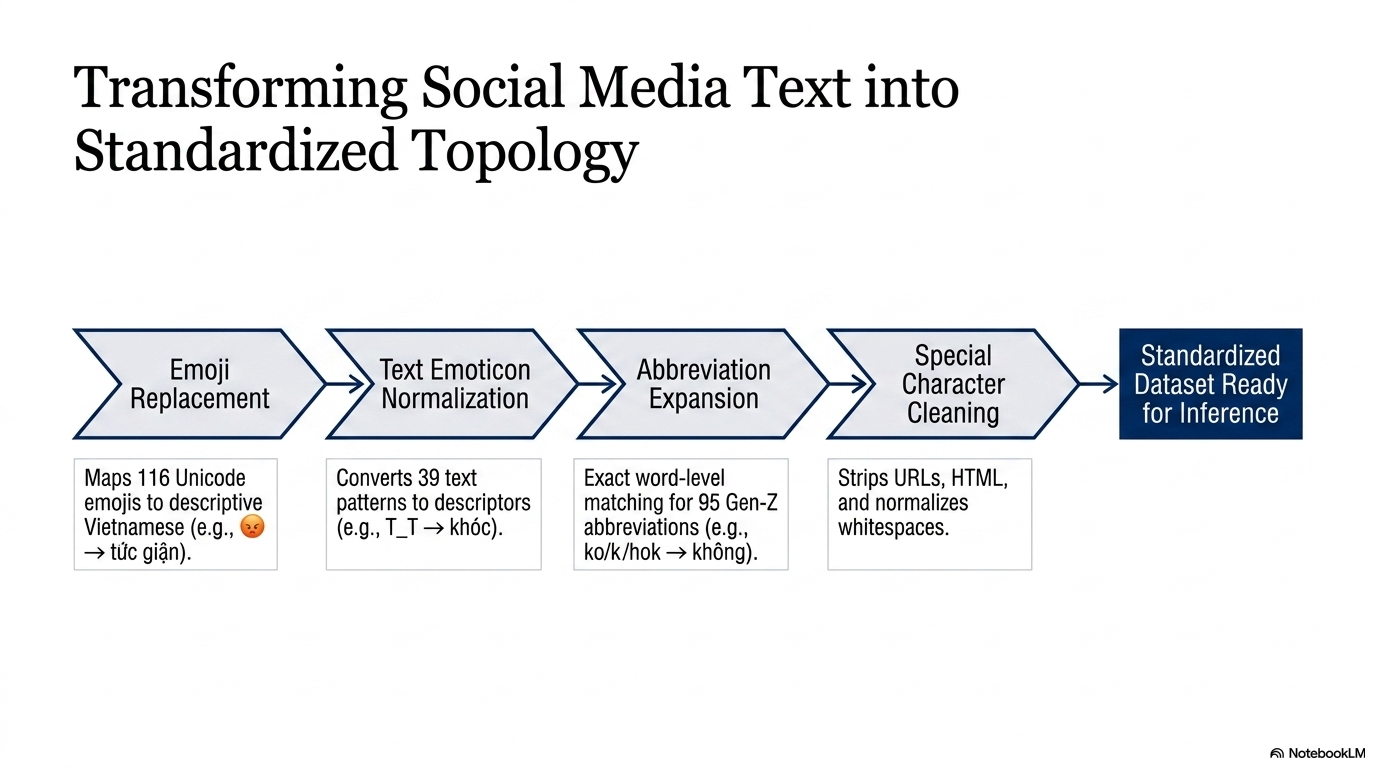 Transforming Social Media Text into
Standardized Topology
Emoji
Replacement
Text Emoticon
Normalization
Abbreviation
Expansion
Special
Character
Cleaning
Standardized
Dataset Ready
for Inference
Maps 116 Unicode
emojis to descriptive
Vietnamese (e.g., 😡
→ tức giận).
Converts 39 text
patterns to descriptors
(e.g., T_T → khóc).
Exact word-level
matching for 95 Gen-Z
abbreviations (e.g.,
ko/k/hok → không).
Strips URLs, HTML,
and normalizes
whitespaces.
NotebookLM